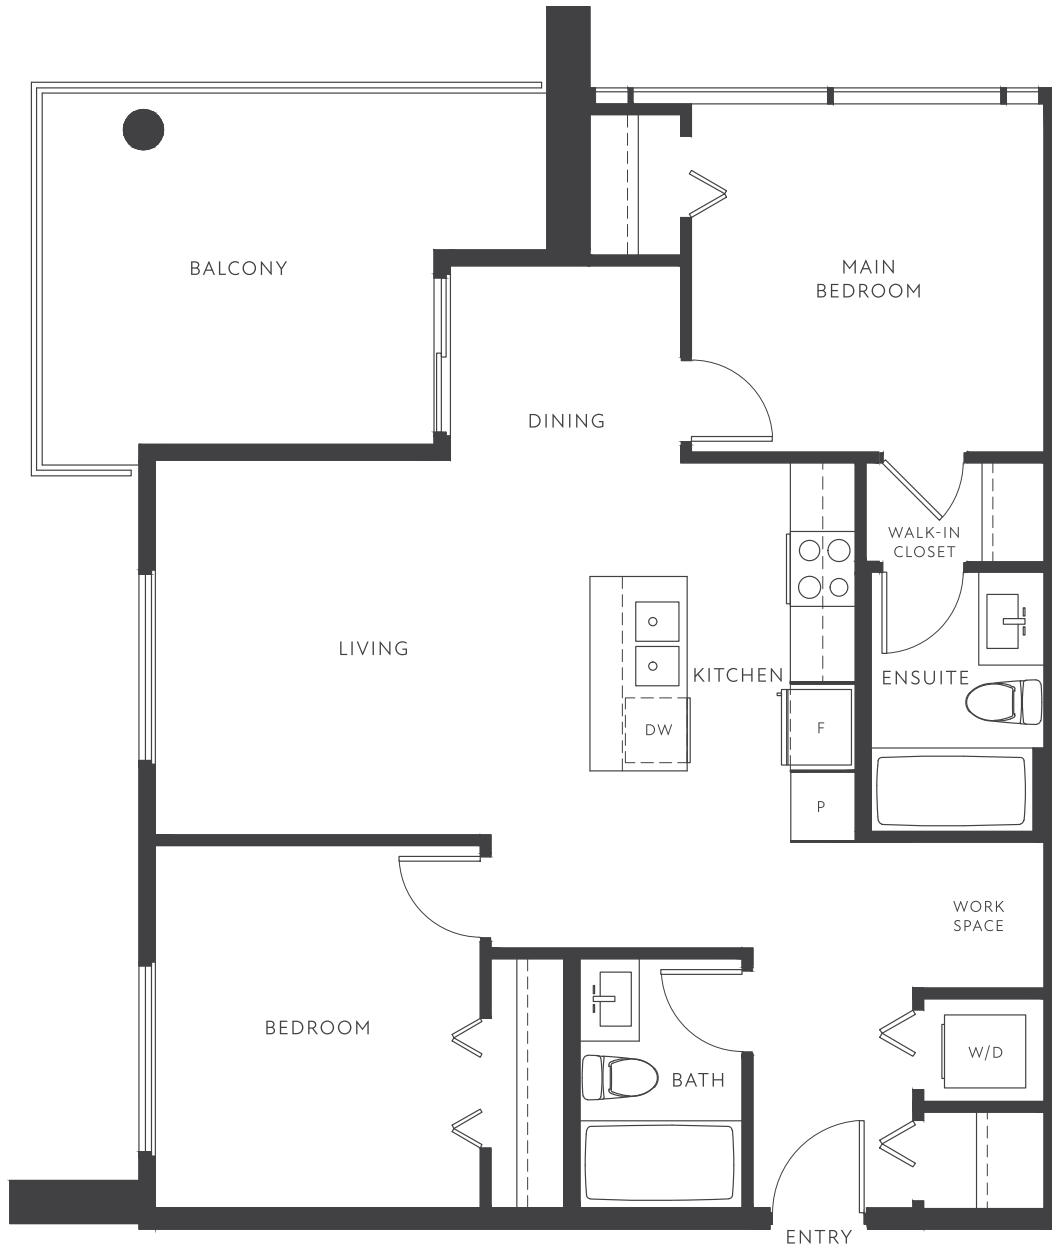 BALCONY
MAIN
BEDROOM
DINING
WALK-IN
CLOSET
LIVING
KITCHEN
ENSUITE
DW
F
P
WORK
SPACE
BEDROOM
W/D
BATH
ENTRY